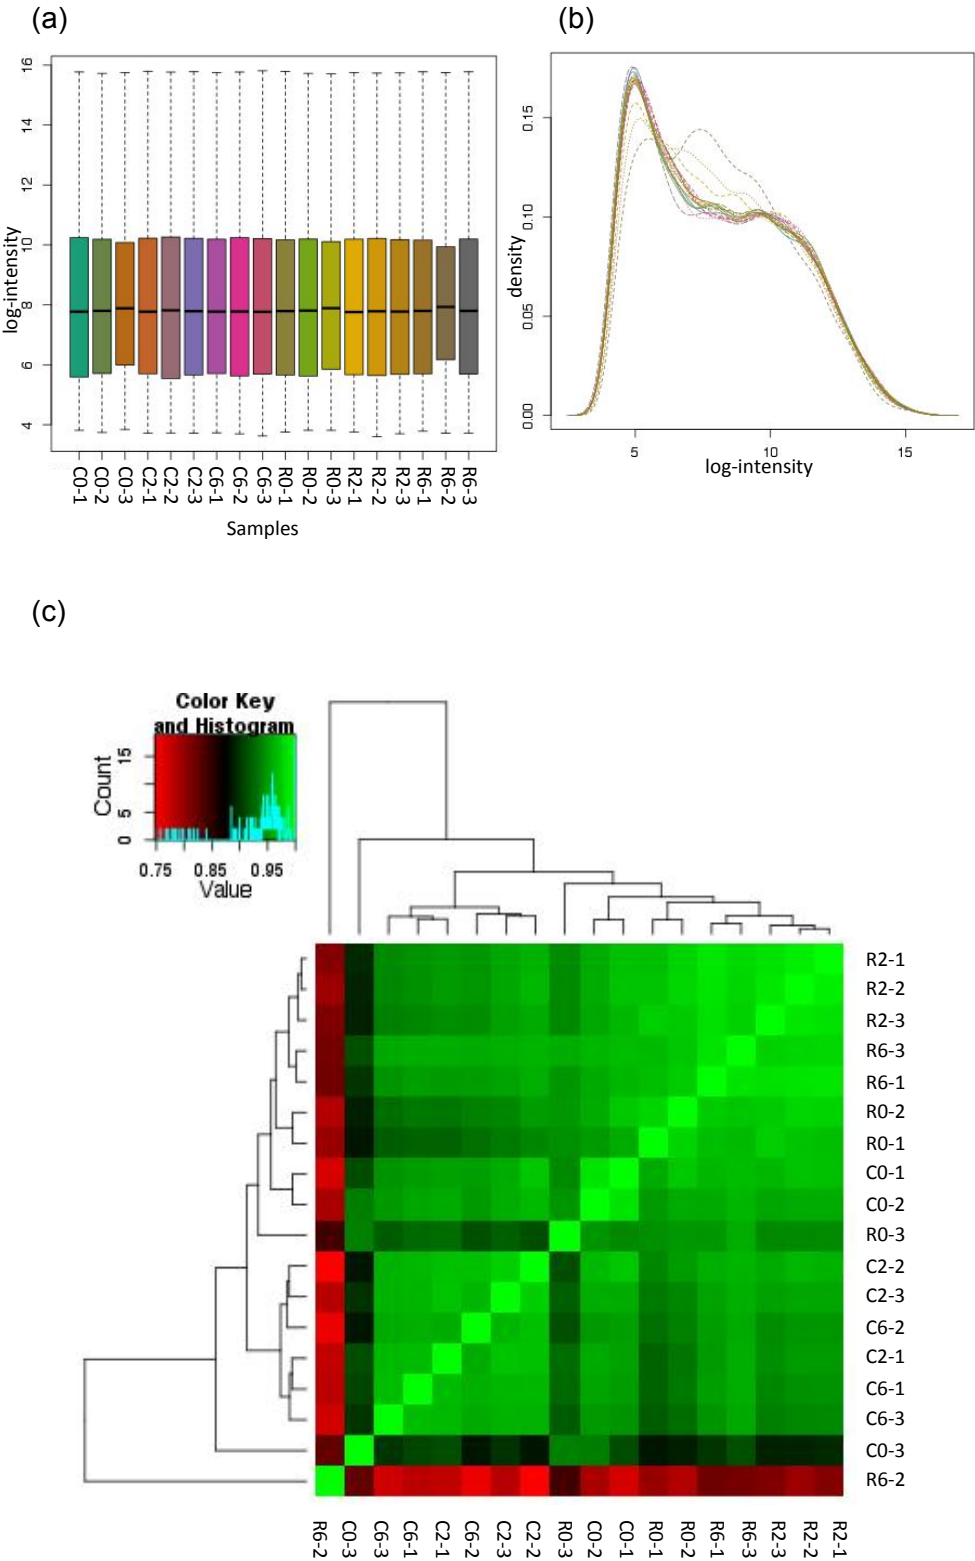 (a)
(b)
log-intensity
16
14
12
10
8
6
4
C0-1
C0-2
C0-3
C2-1
C2-2
C2-3
C6-1
C6-2
C6-3
R0-1
R0-2
R0-3
R2-1
R2-2
R2-3
R6-1
R6-2
R6-3
Samples
density
0.15
0.10
0.05
0.00
5 10 15
log-intensity
(c)
Color Key
and Histogram
Count
15
5
0
0.75 0.85 0.95
Value
R2-1
R2-2
R2-3
R6-3
R6-1
R0-2
R0-1
C0-1
C0-2
R0-3
C2-2
C2-3
C6-2
C2-1
C6-1
C6-3
C0-3
R6-2
R6-2
C0-3
C6-3
C6-1
C2-1
C6-2
C2-3
C2-2
R0-3
C0-2
C0-1
R0-1
R0-2
R6-1
R6-3
R2-3
R2-2
R2-1